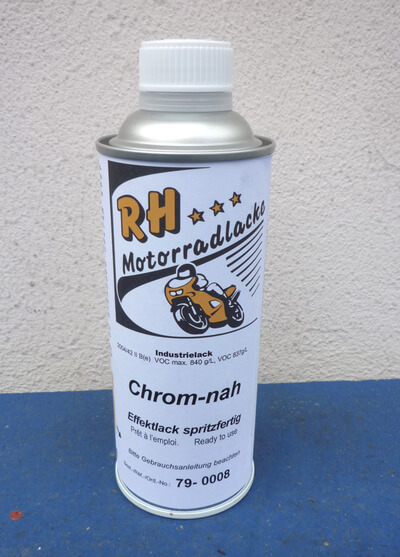 RH
Motorradlacke
Industrielack
2004/42 II B(e) VOC max. 840 g/L, VOC 837g/L
Chrom-nah
Effektlack spritzfertig
Prêt à l'emploi. Ready to use
Bitte Gebrauchsanleitung beachten
79- 0008